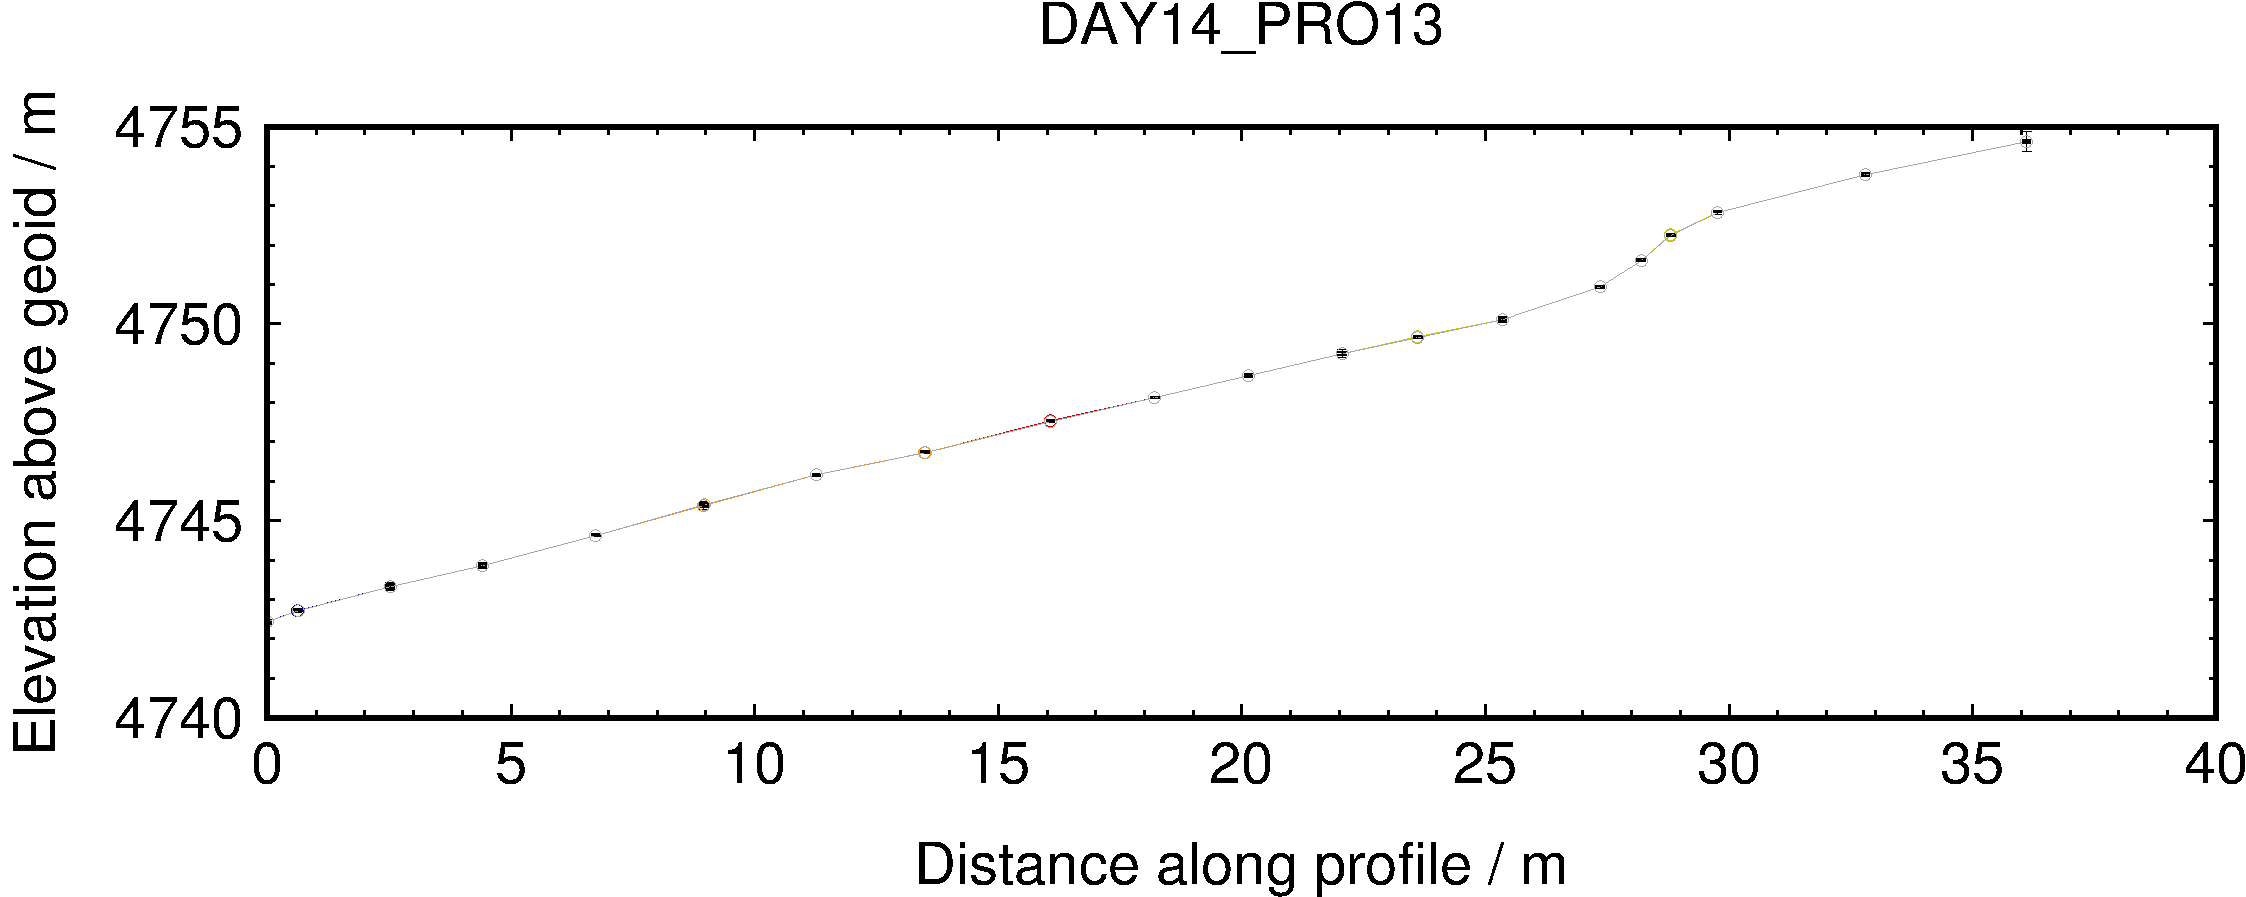 DAY14_PRO13
Elevation above geoid / m
4755
4750
4745
4740
0 5 10 15 20 25 30 35 40
Distance along profile / m